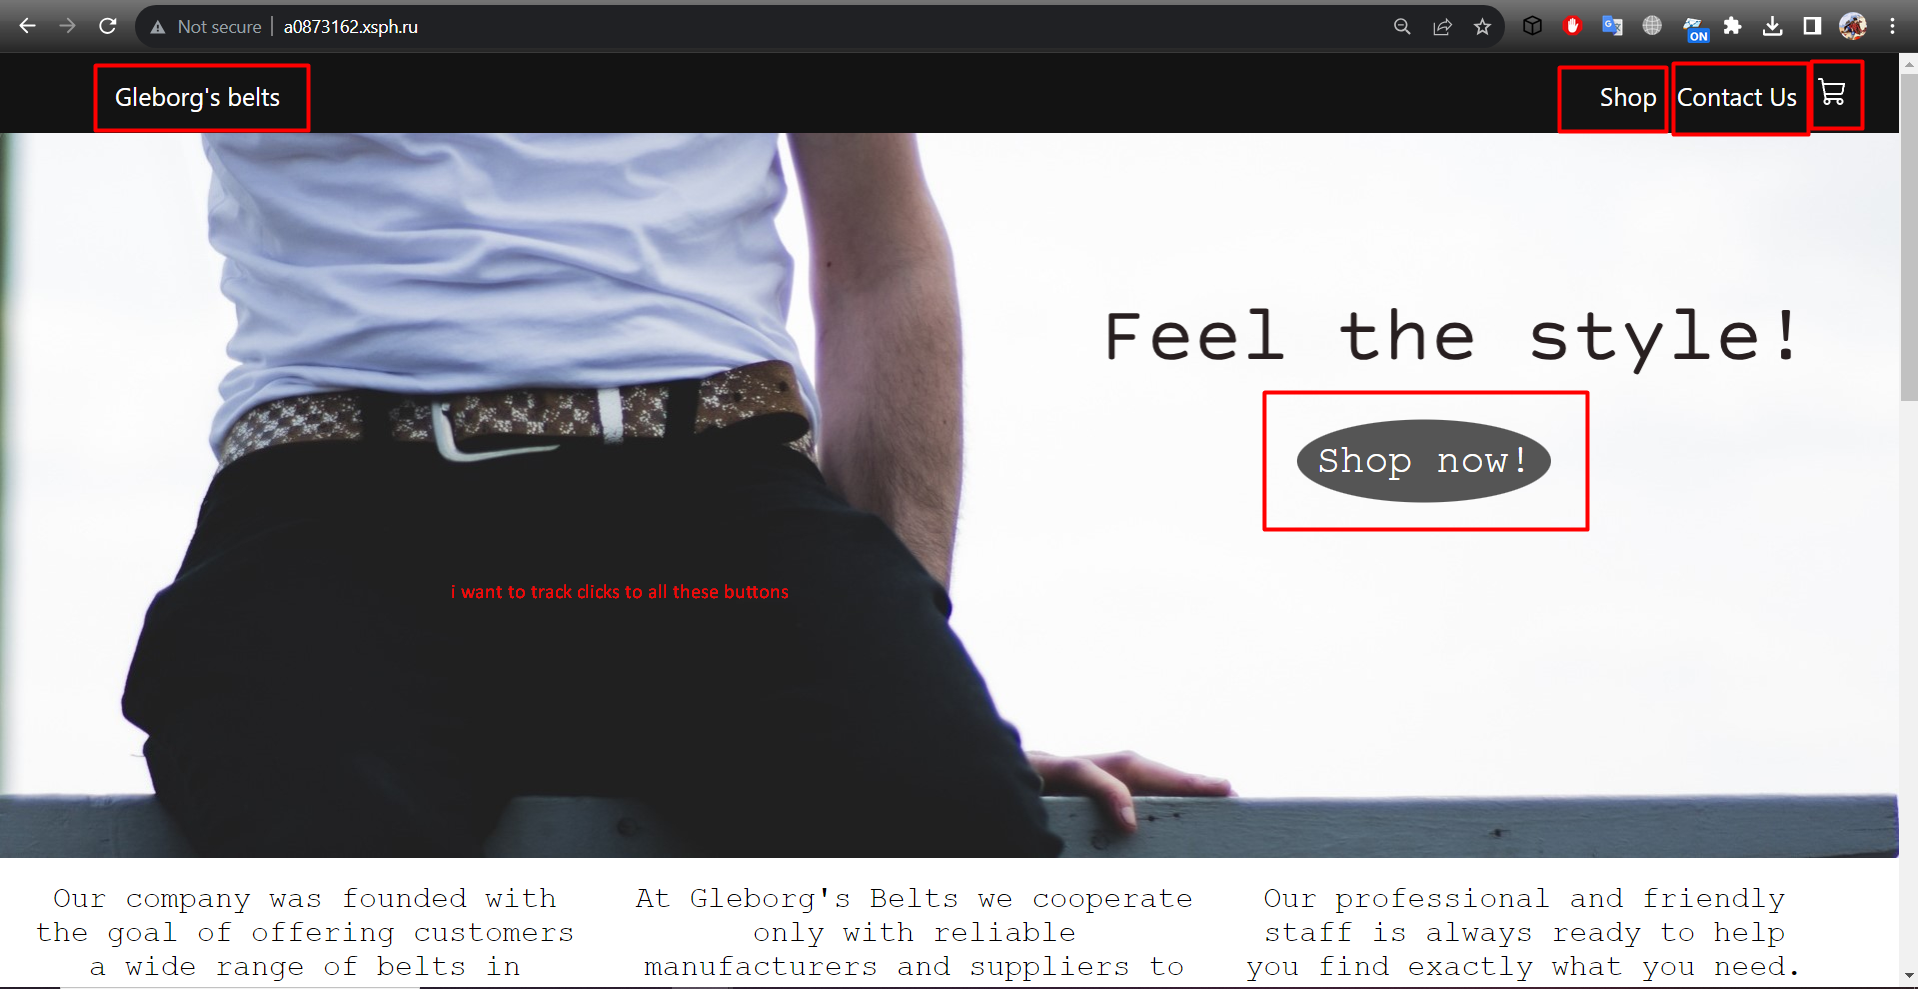 Not secure
a0873162.xsph.ru
ON
Gleborg's belts
Shop
Contact Us
Feel the style!
Shop now!
i want to track clicks to all these buttons
Our company was founded with
the goal of offering customers
a wide range of belts in
At Gleborg's Belts we cooperate
only with reliable
manufacturers and suppliers to
Our professional and friendly
staff is always ready to help
you find exactly what you need.